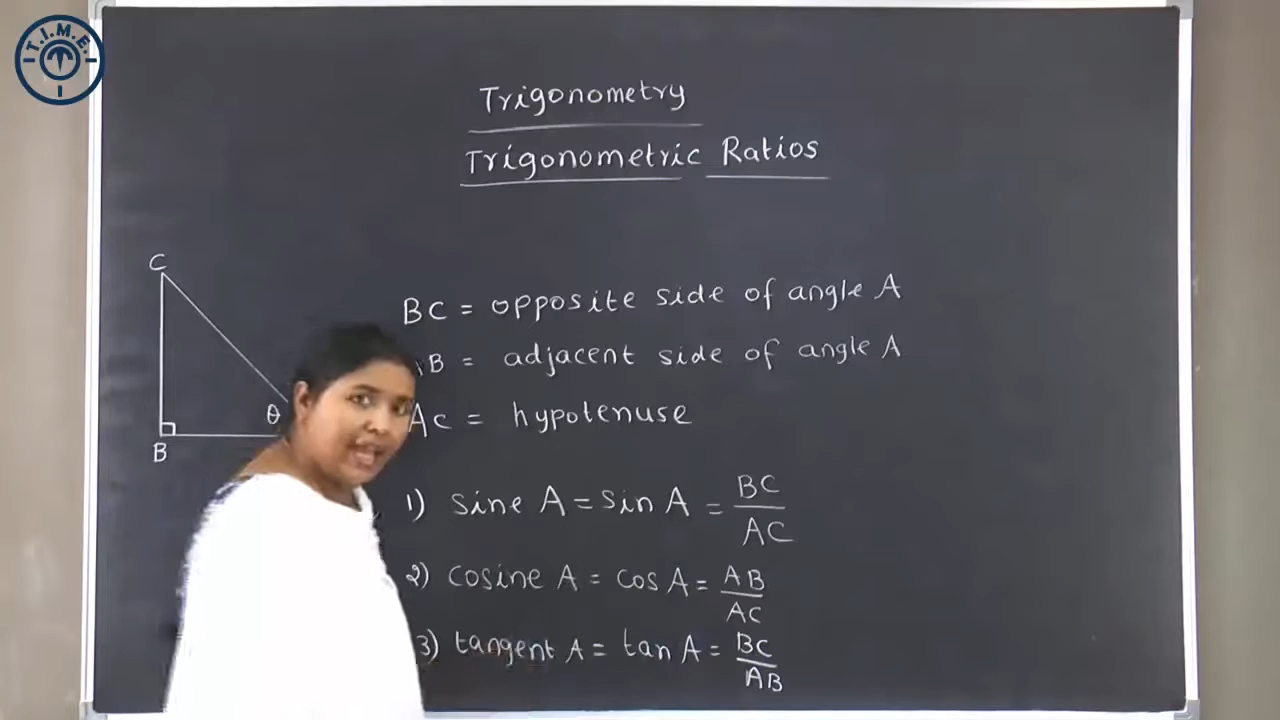 T.I.M.E.
Trigonometry
Trigonometric Ratios
C
θ
B
BC = opposite side of angle A
AB = adjacent side of angle A
AC = hypotenuse
1) Sine A = Sin A = BC/AC
2) cosine A = cos A = AB/AC
3) tangent A = tan A = BC/AB